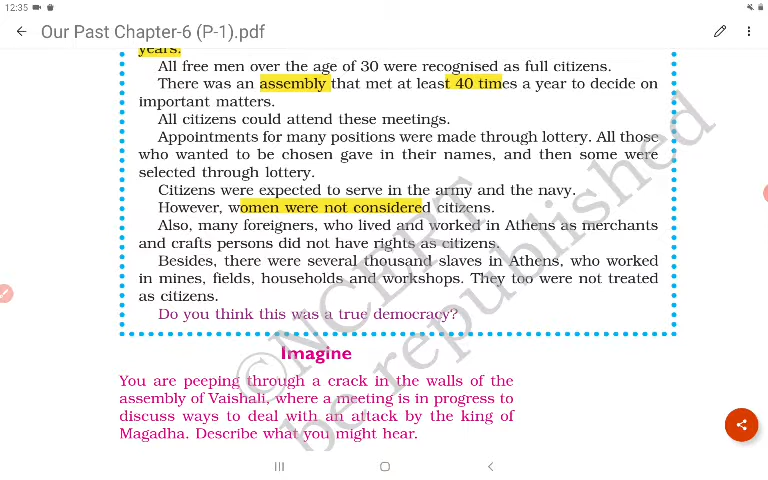 12:35
Our Past Chapter-6 (P-1).pdf
years.
All free men over the age of 30 were recognised as full citizens.
There was an assembly that met at least 40 times a year to decide on
important matters.
All citizens could attend these meetings.
Appointments for many positions were made through lottery. All those
who wanted to be chosen gave in their names, and then some were
selected through lottery.
Citizens were expected to serve in the army and the navy.
However, women were not considered citizens.
Also, many foreigners, who lived and worked in Athens as merchants
and crafts persons did not have rights as citizens.
Besides, there were several thousand slaves in Athens, who worked
in mines, fields, households and workshops. They too were not treated
as citizens.
Do you think this was a true democracy?
Imagine
You are peeping through a crack in the walls of the
assembly of Vaishali, where a meeting is in progress to
discuss ways to deal with an attack by the king of
Magadha. Describe what you might hear.
©NCERT
be republished